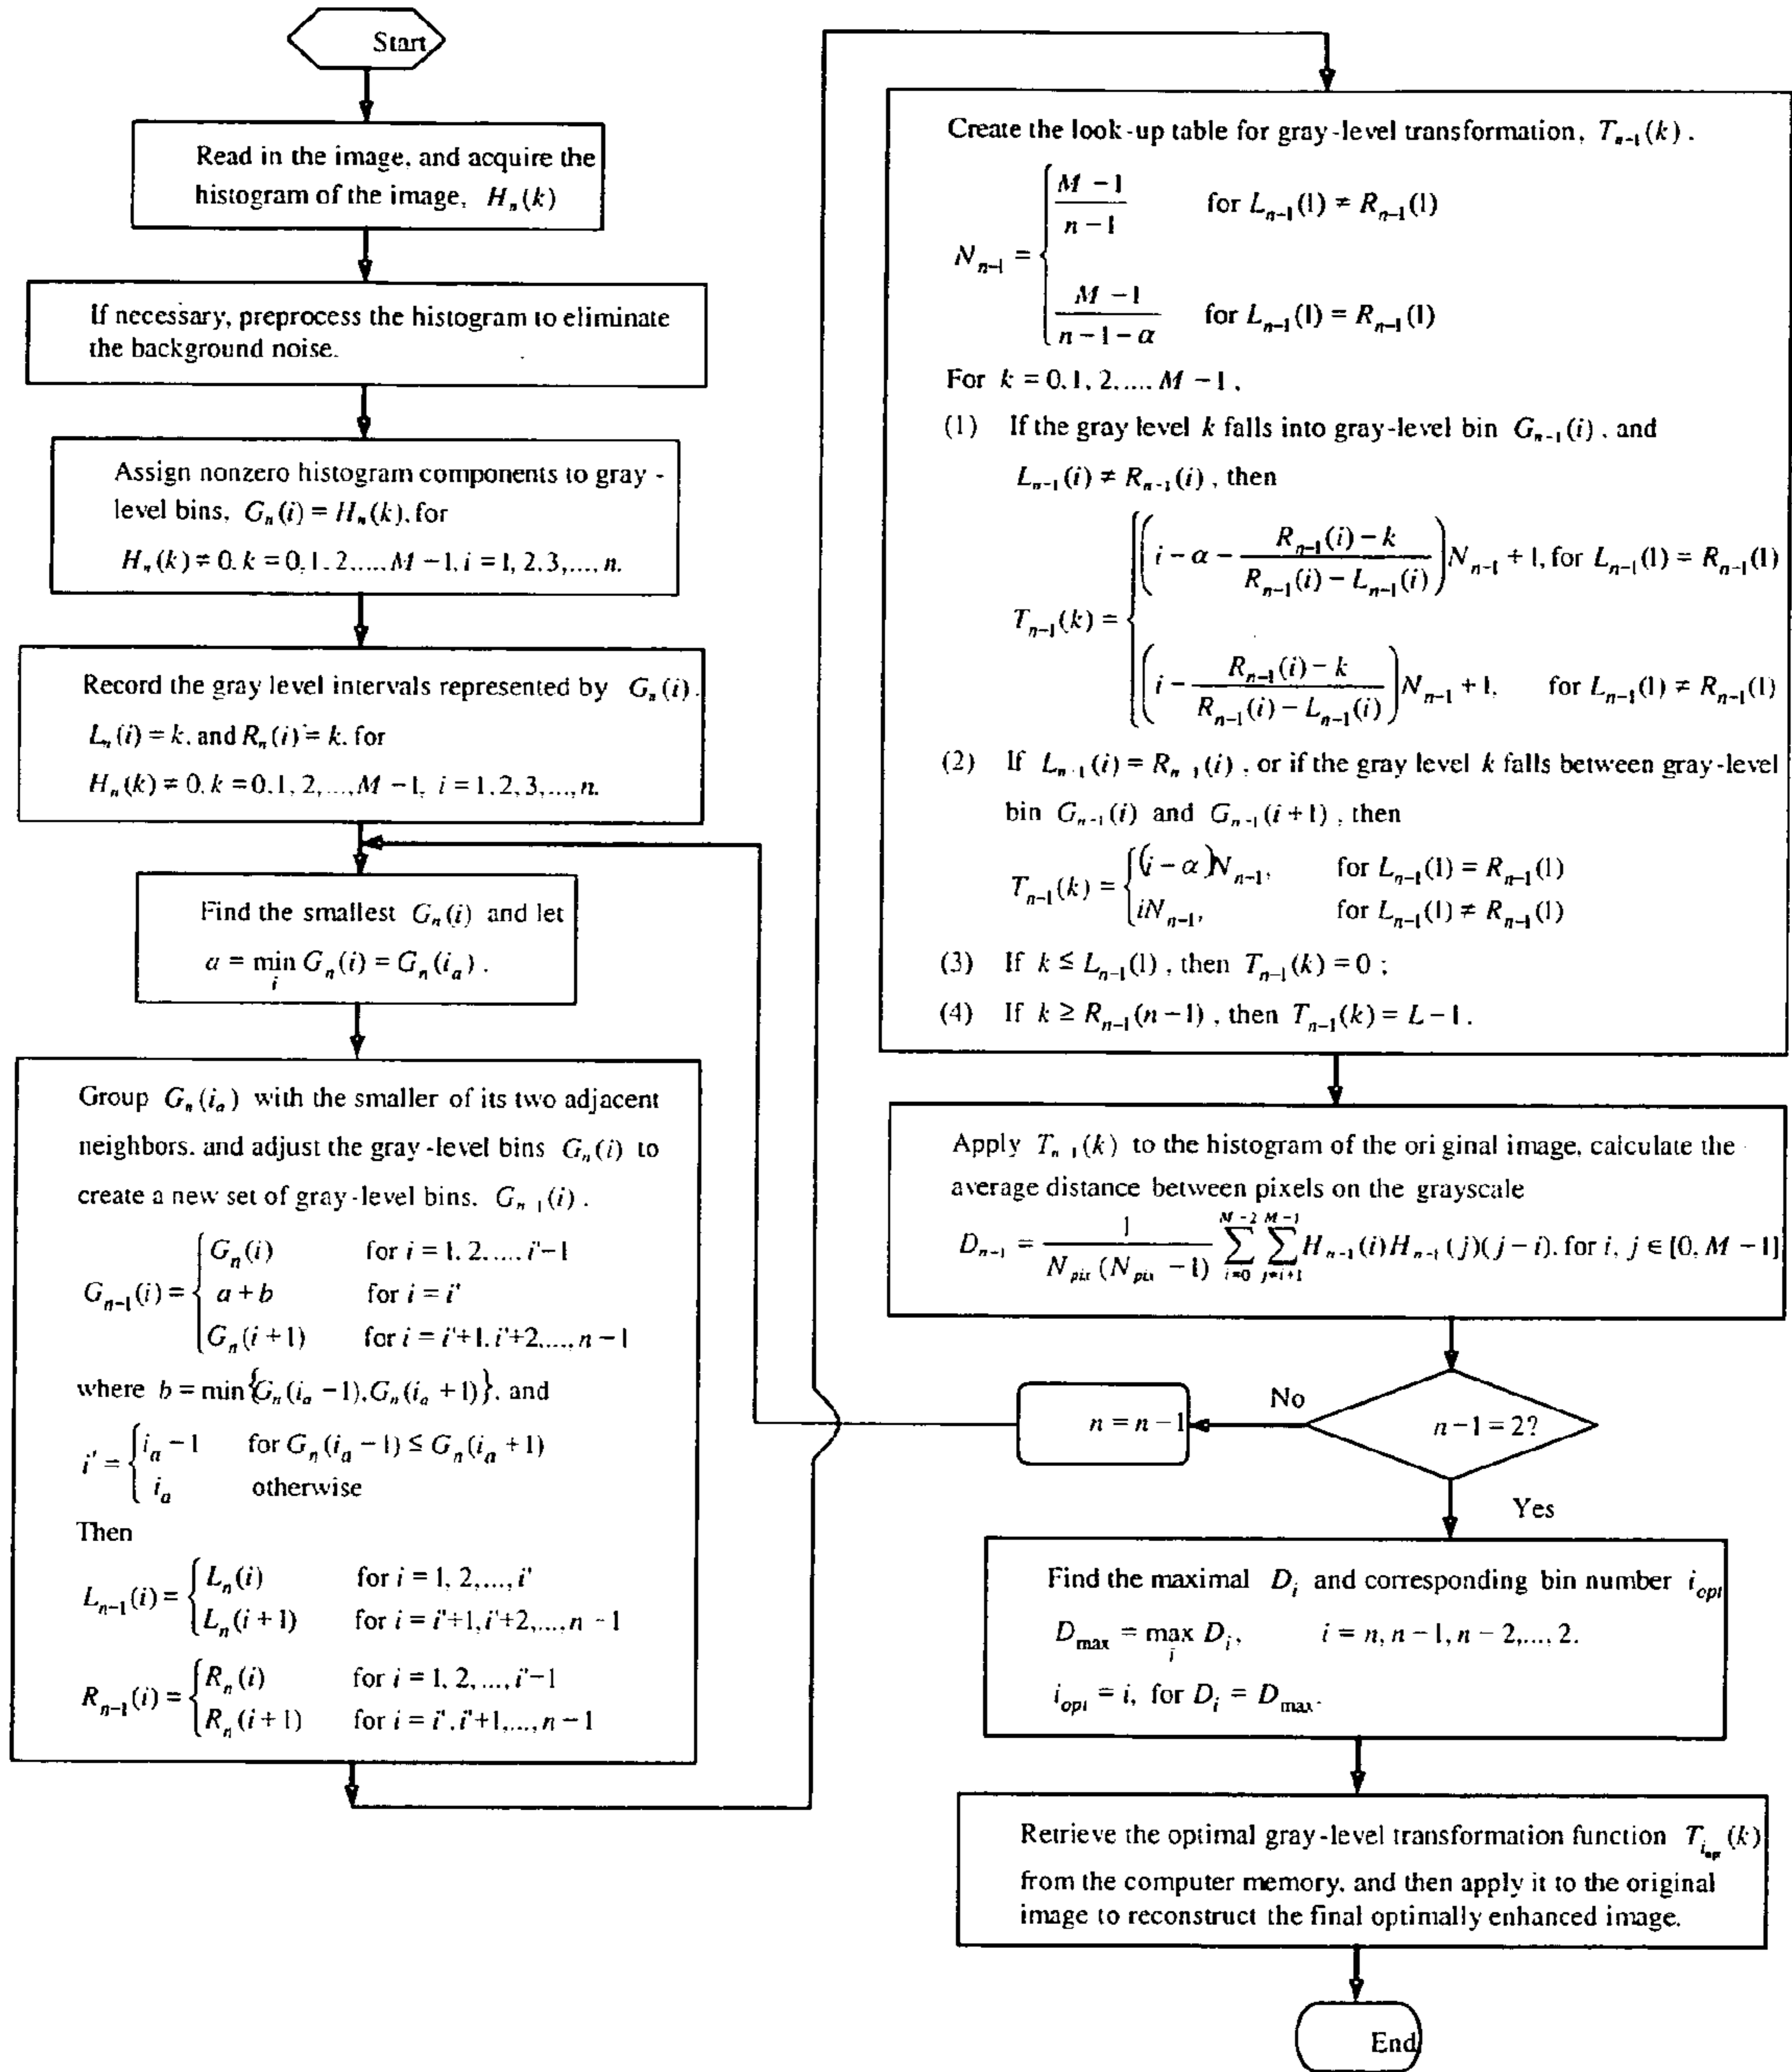 Start
Read in the image, and acquire the
histogram of the image, H_n(k)
If necessary, preprocess the histogram to eliminate
the background noise.
Assign nonzero histogram components to gray -
level bins, G_n(i) = H_n(k), for
H_n(k) ≠ 0, k = 0, 1, 2, ..., M − 1, i = 1, 2, 3, ..., n.
Record the gray level intervals represented by G_n(i).
L_n(i) = k, and R_n(i) = k, for
H_n(k) ≠ 0, k = 0, 1, 2, ..., M − 1, i = 1, 2, 3, ..., n.
Find the smallest G_n(i) and let
a = min_i G_n(i) = G_n(i_a).
Group G_n(i_a) with the smaller of its two adjacent
neighbors, and adjust the gray-level bins G_n(i) to
create a new set of gray-level bins, G_{n-1}(i).
G_{n-1}(i) = { G_n(i) for i = 1, 2, ..., i'−1
a + b for i = i'
G_n(i+1) for i = i'+1, i'+2, ..., n − 1
where b = min{G_n(i_a −1), G_n(i_a +1)}, and
i' = { i_a −1 for G_n(i_a −1) ≤ G_n(i_a +1)
i_a otherwise
Then
L_{n-1}(i) = { L_n(i) for i = 1, 2, ..., i'
L_n(i+1) for i = i'+1, i'+2, ..., n − 1
R_{n-1}(i) = { R_n(i) for i = 1, 2, ..., i'−1
R_n(i+1) for i = i', i'+1, ..., n − 1
Create the look-up table for gray-level transformation, T_{n-1}(k).
N_{n-1} = { (M − 1)/(n − 1) for L_{n-1}(1) ≠ R_{n-1}(1)
(M − 1)/(n − 1 − α) for L_{n-1}(1) = R_{n-1}(1)
For k = 0, 1, 2, ..., M − 1,
(1) If the gray level k falls into gray-level bin G_{n-1}(i), and
L_{n-1}(i) ≠ R_{n-1}(i), then
T_{n-1}(k) = { (i − α − (R_{n-1}(i) − k)/(R_{n-1}(i) − L_{n-1}(i))) N_{n-1} + 1, for L_{n-1}(1) = R_{n-1}(1)
(i − (R_{n-1}(i) − k)/(R_{n-1}(i) − L_{n-1}(i))) N_{n-1} + 1, for L_{n-1}(1) ≠ R_{n-1}(1)
(2) If L_{n-1}(i) = R_{n-1}(i), or if the gray level k falls between gray-level
bin G_{n-1}(i) and G_{n-1}(i+1), then
T_{n-1}(k) = { (i − α)N_{n-1}, for L_{n-1}(1) = R_{n-1}(1)
iN_{n-1}, for L_{n-1}(1) ≠ R_{n-1}(1)
(3) If k ≤ L_{n-1}(1), then T_{n-1}(k) = 0 ;
(4) If k ≥ R_{n-1}(n−1), then T_{n-1}(k) = L − 1.
Apply T_{n-1}(k) to the histogram of the original image, calculate the
average distance between pixels on the grayscale
D_{n-1} = 1/(N_pix (N_pix − 1)) ∑_{i=0}^{M−2} ∑_{j=i+1}^{M−1} H_{n-1}(i)H_{n-1}(j)(j − i), for i, j ∈ [0, M − 1]
n − 1 = 2?
No
n = n − 1
Yes
Find the maximal D_i and corresponding bin number i_opt
D_max = max_i D_i, i = n, n − 1, n − 2, ..., 2.
i_opt = i, for D_i = D_max.
Retrieve the optimal gray-level transformation function T_{i_opt}(k)
from the computer memory, and then apply it to the original
image to reconstruct the final optimally enhanced image.
End